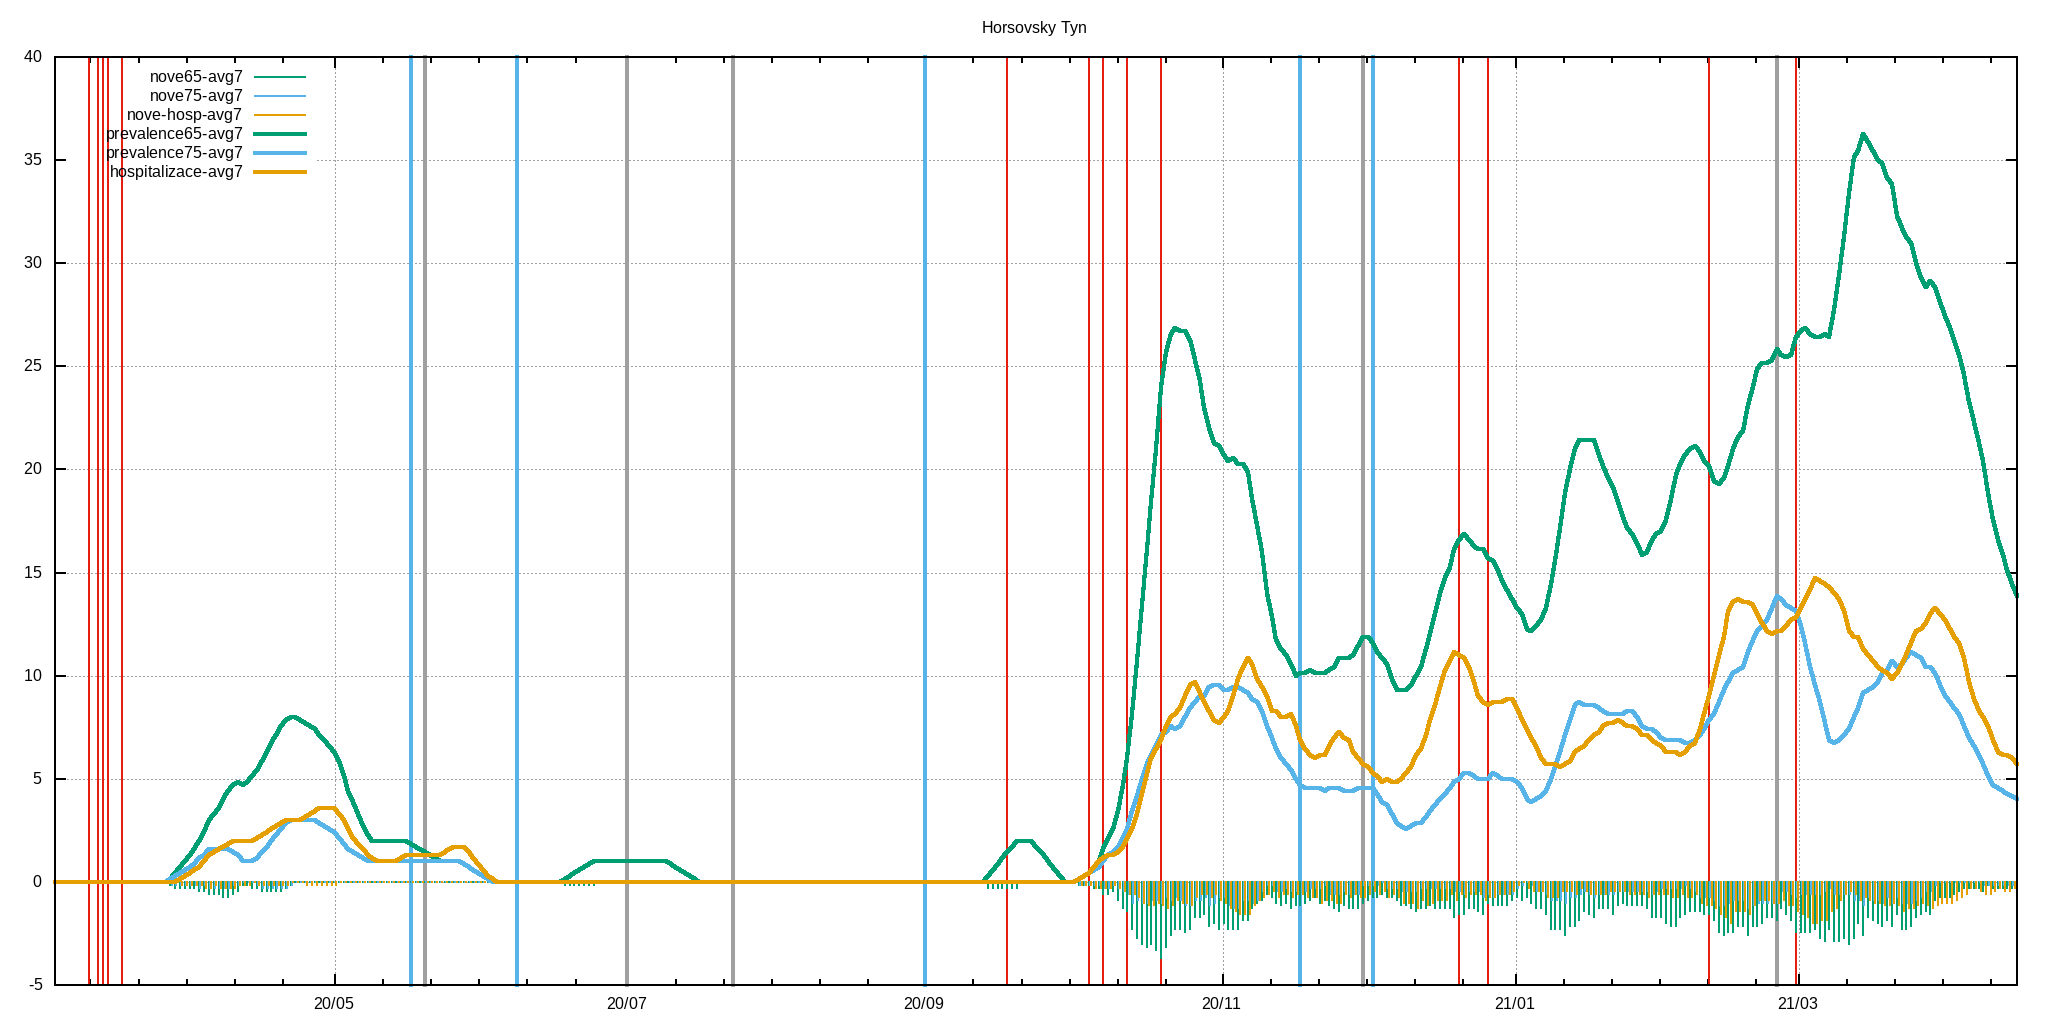 Horsovsky Tyn
40
35
30
25
20
15
10
5
0
-5
nove65-avg7
nove75-avg7
nove-hosp-avg7
prevalence65-avg7
prevalence75-avg7
hospitalizace-avg7
20/05
20/07
20/09
20/11
21/01
21/03